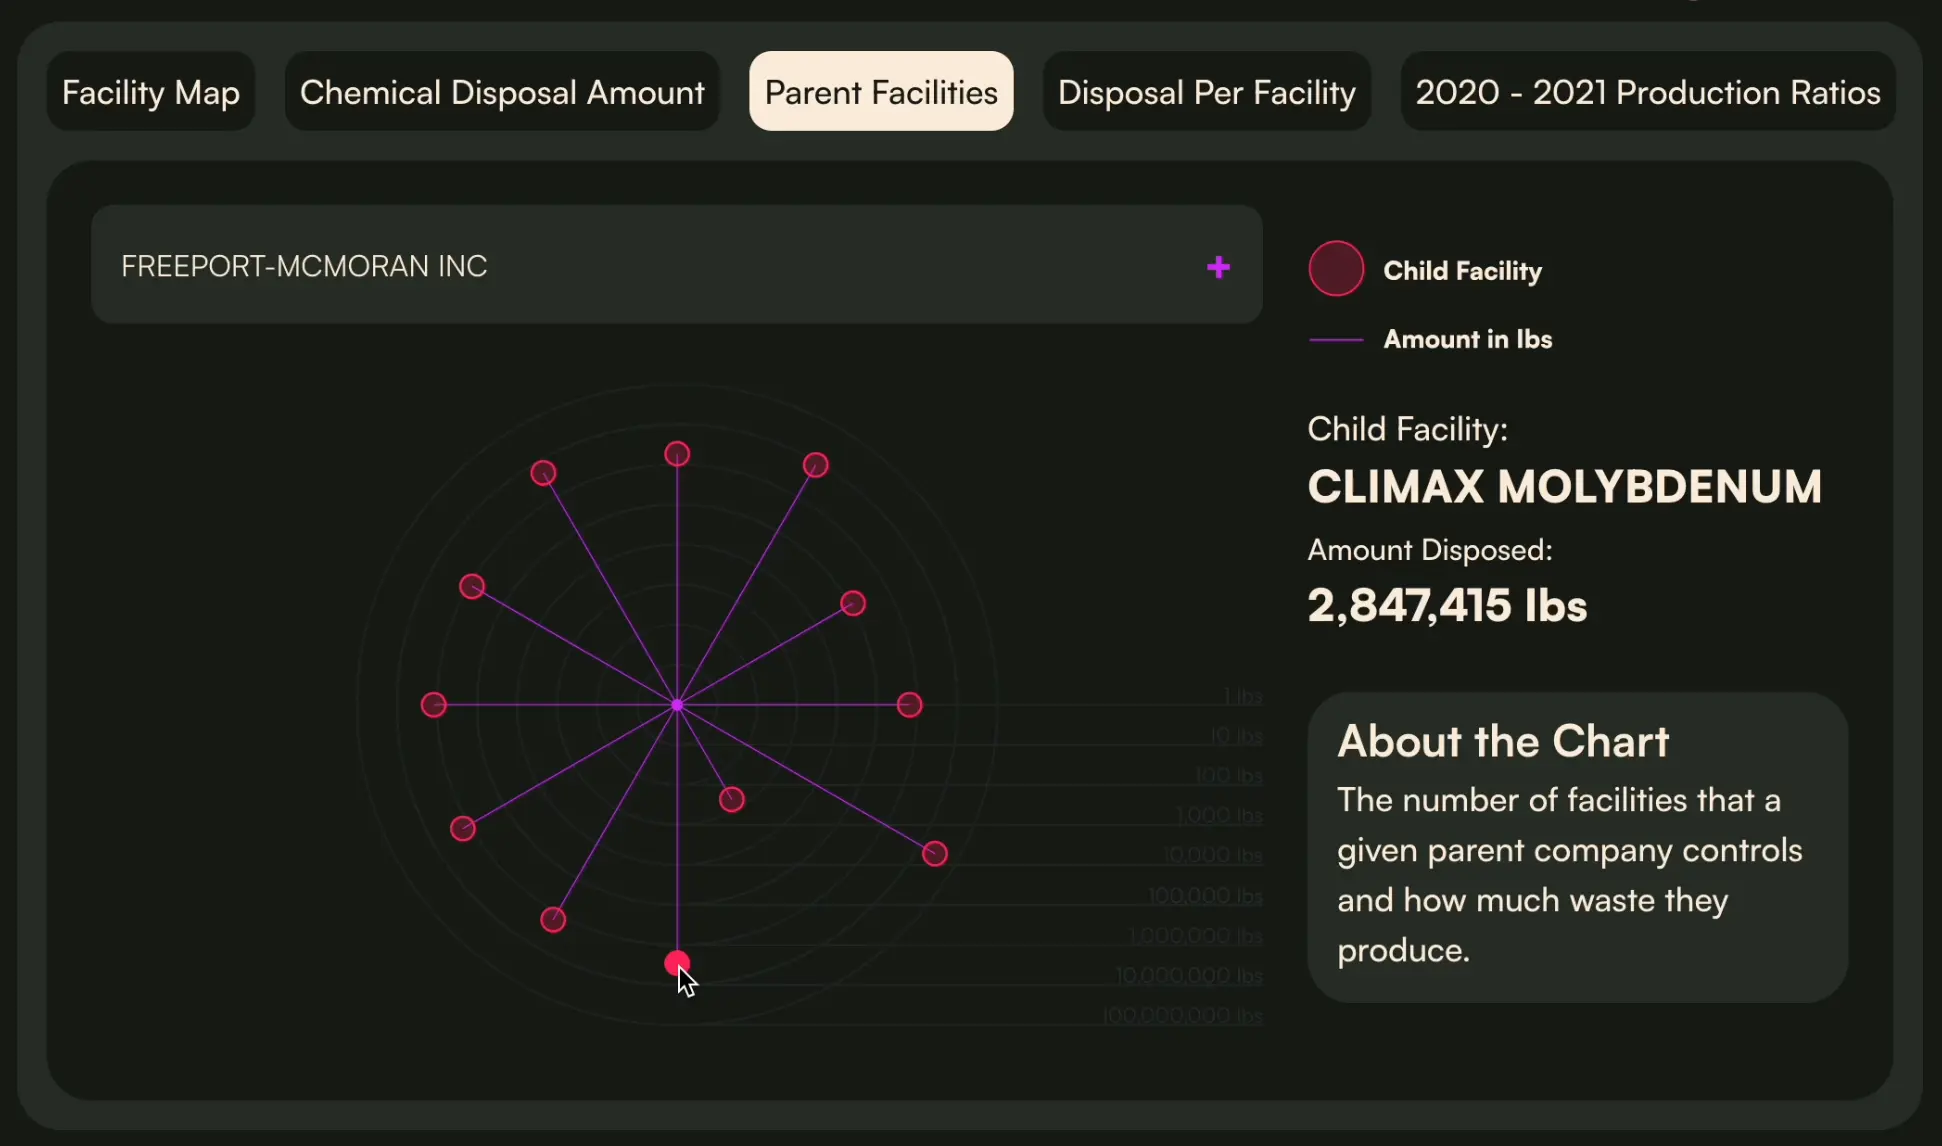 Facility Map
Chemical Disposal Amount
Parent Facilities
Disposal Per Facility
2020 - 2021 Production Ratios
FREEPORT-MCMORAN INC
+
Child Facility
Amount in lbs
Child Facility:
CLIMAX MOLYBDENUM
Amount Disposed:
2,847,415 lbs
1 lbs
10 lbs
100 lbs
1,000 lbs
10,000 lbs
100,000 lbs
1,000,000 lbs
10,000,000 lbs
100,000,000 lbs
About the Chart
The number of facilities that a
given parent company controls
and how much waste they
produce.